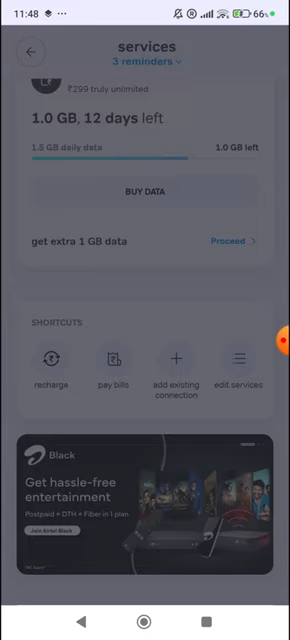 11:48
66%
services
3 reminders
₹299 truly unlimited
1.0 GB, 12 days left
1.5 GB daily data 1.0 GB left
BUY DATA
get extra 1 GB data Proceed
SHORTCUTS
recharge pay bills add existing connection edit services
Black
Get hassle-free
entertainment
Postpaid + DTH + Fiber in 1 plan
Join Airtel Black